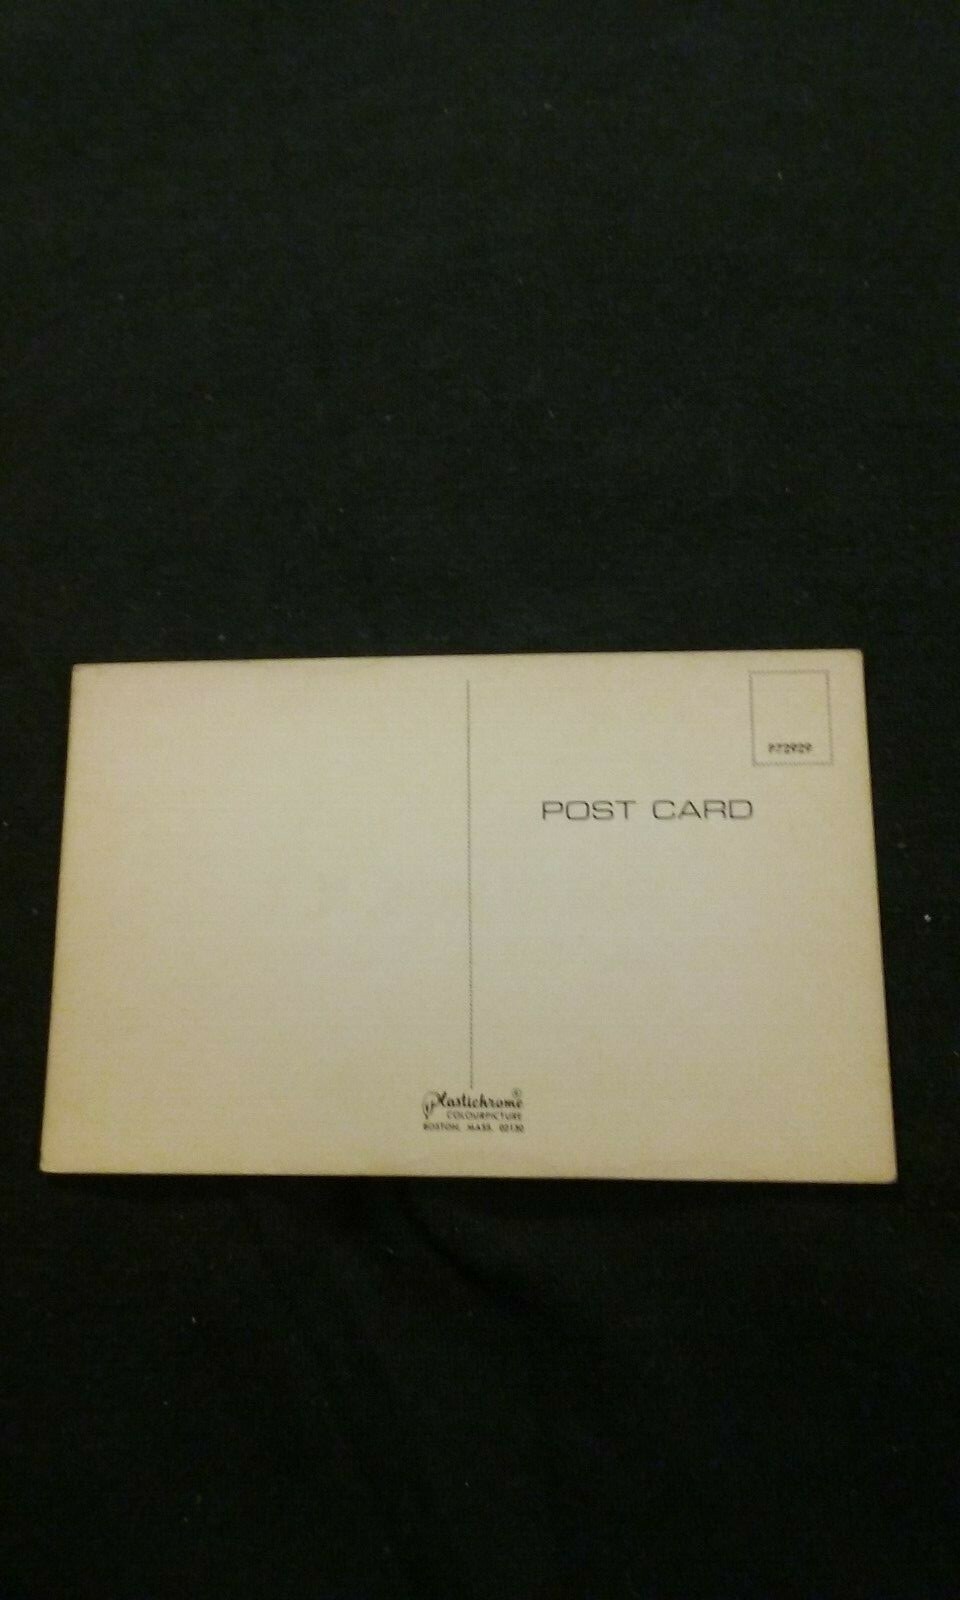 P72929
POST CARD
Plastichrome®
COLOURPICTURE
BOSTON, MASS. 02130